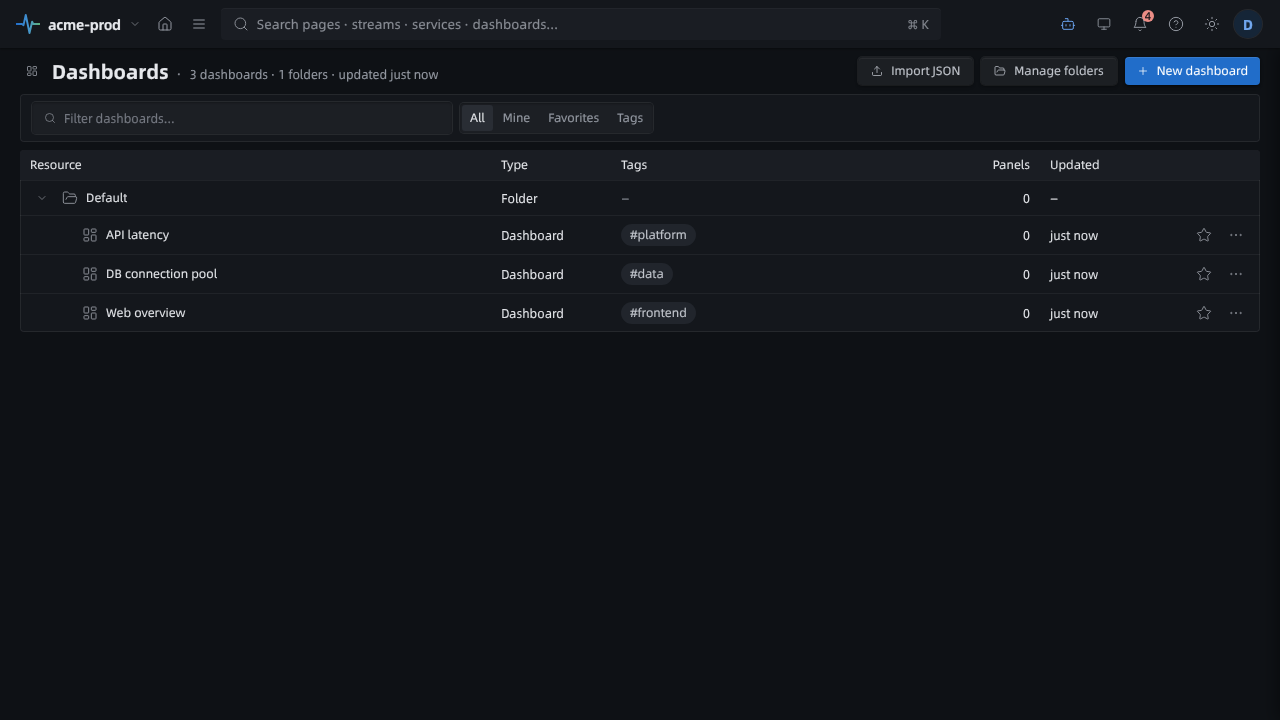 acme-prod
Search pages · streams · services · dashboards...
⌘ K
4
D
Dashboards · 3 dashboards · 1 folders · updated just now
Import JSON
Manage folders
+ New dashboard
Filter dashboards...
All Mine Favorites Tags
Resource Type Tags Panels Updated
Default Folder – 0 –
API latency Dashboard #platform 0 just now
DB connection pool Dashboard #data 0 just now
Web overview Dashboard #frontend 0 just now